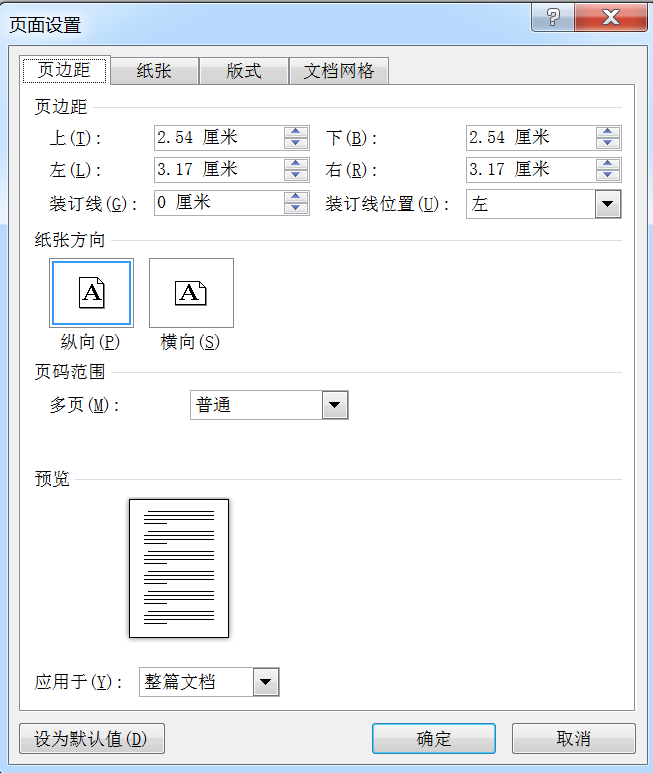 页面设置
页边距 纸张 版式 文档网格
页边距
上(T): 2.54 厘米 下(B): 2.54 厘米
左(L): 3.17 厘米 右(R): 3.17 厘米
装订线(G): 0 厘米 装订线位置(U): 左
纸张方向
A A
纵向(P) 横向(S)
页码范围
多页(M): 普通
预览
应用于(Y): 整篇文档
设为默认值(D) 确定 取消